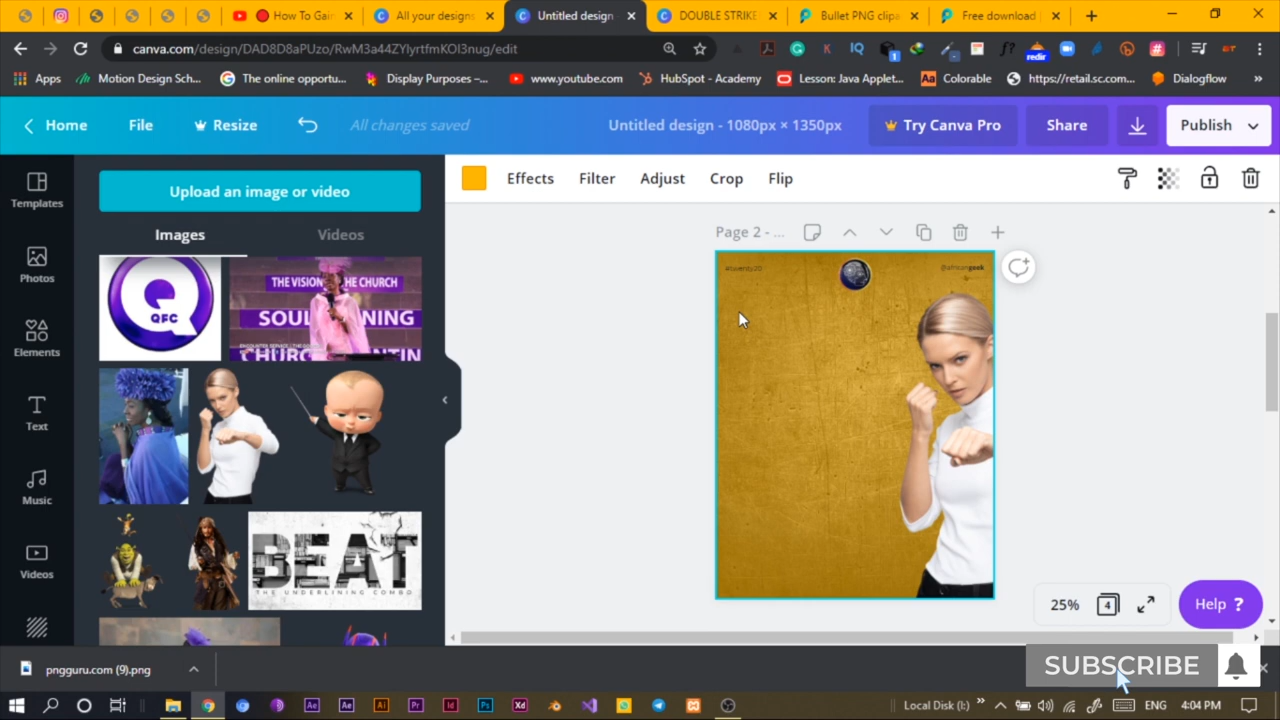 How To Gair
All your designs
Untitled design -
DOUBLE STRIKE
Bullet PNG clipa
Free download |
canva.com/design/DAD8D8aPUzo/RwM3a44ZYlyrtfmKOI3nug/edit
Apps
Motion Design Sch...
The online opportu...
Display Purposes –...
www.youtube.com
HubSpot - Academy
Lesson: Java Applet...
Aa Colorable
https://retail.sc.com...
Dialogflow
Home
File
Resize
All changes saved
Untitled design - 1080px × 1350px
Try Canva Pro
Share
Publish
Templates
Photos
Elements
Text
Music
Videos
Upload an image or video
Images
Videos
QFC
THE VISION THE CHURCH
BEAT
THE UNDERLINING COMBO
Effects
Filter
Adjust
Crop
Flip
Page 2 - ...
@africangeek
25%
4
Help ?
pngguru.com (9).png
SUBSCRIBE
Local Disk (I:)
ENG
4:04 PM